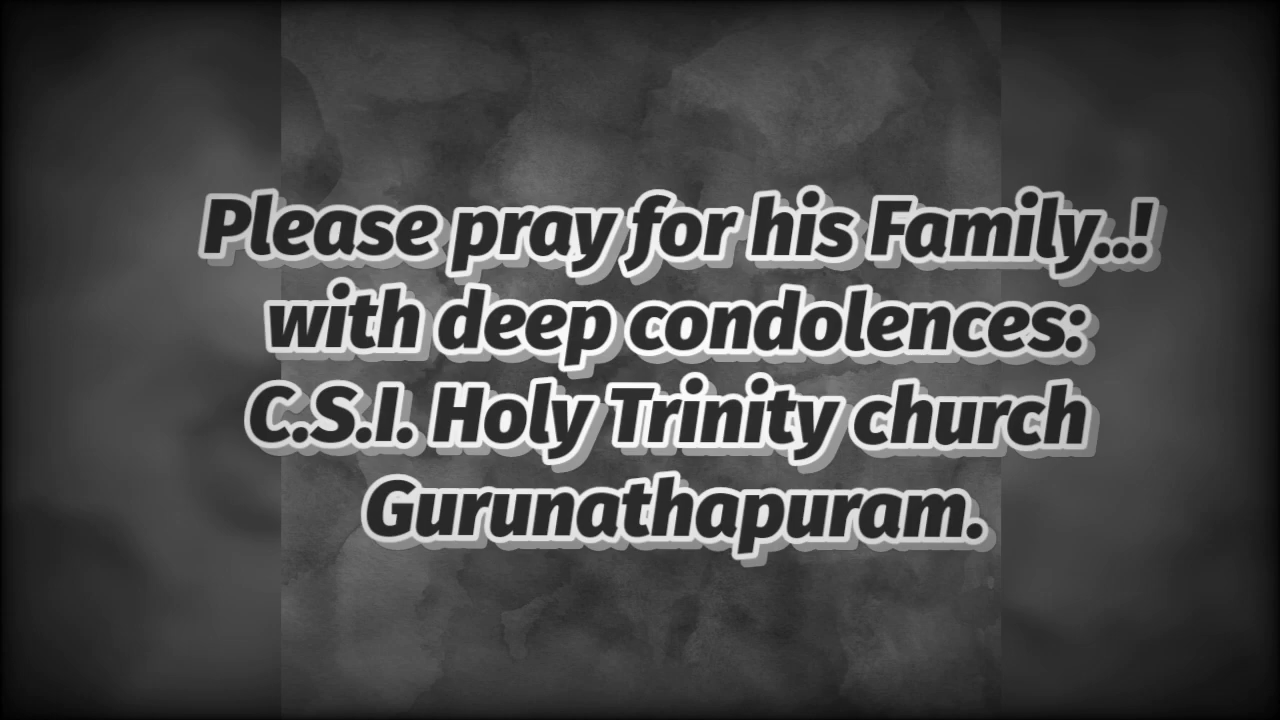 Please pray for his Family..!
with deep condolences:
C.S.I. Holy Trinity church
Gurunathapuram.